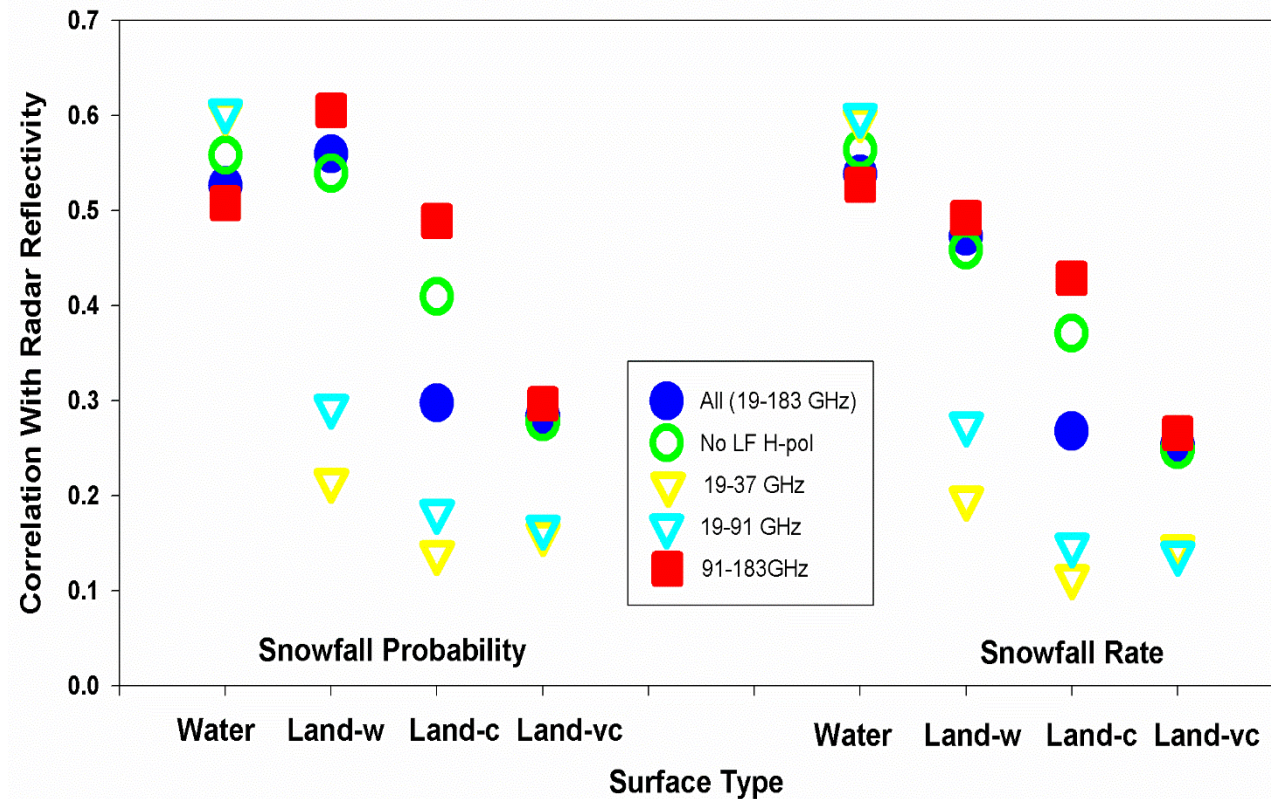 0.7
0.6
0.5
0.4
0.3
0.2
0.1
0.0
Correlation With Radar Reflectivity
All (19-183 GHz)
No LF H-pol
19-37 GHz
19-91 GHz
91-183GHz
Snowfall Probability
Snowfall Rate
Water Land-w Land-c Land-vc
Water Land-w Land-c Land-vc
Surface Type